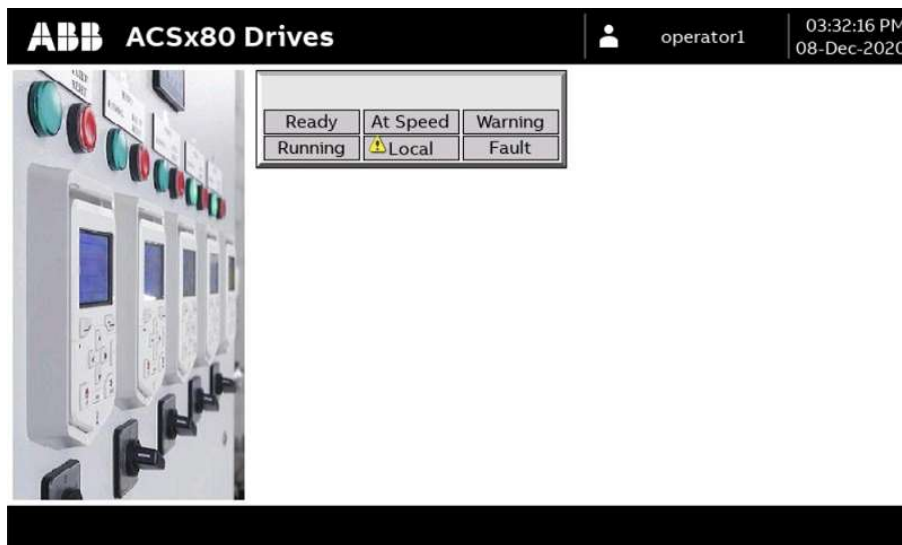 ABB ACSx80 Drives
operator1
03:32:16 PM
08-Dec-2020
Ready At Speed Warning
Running Local Fault